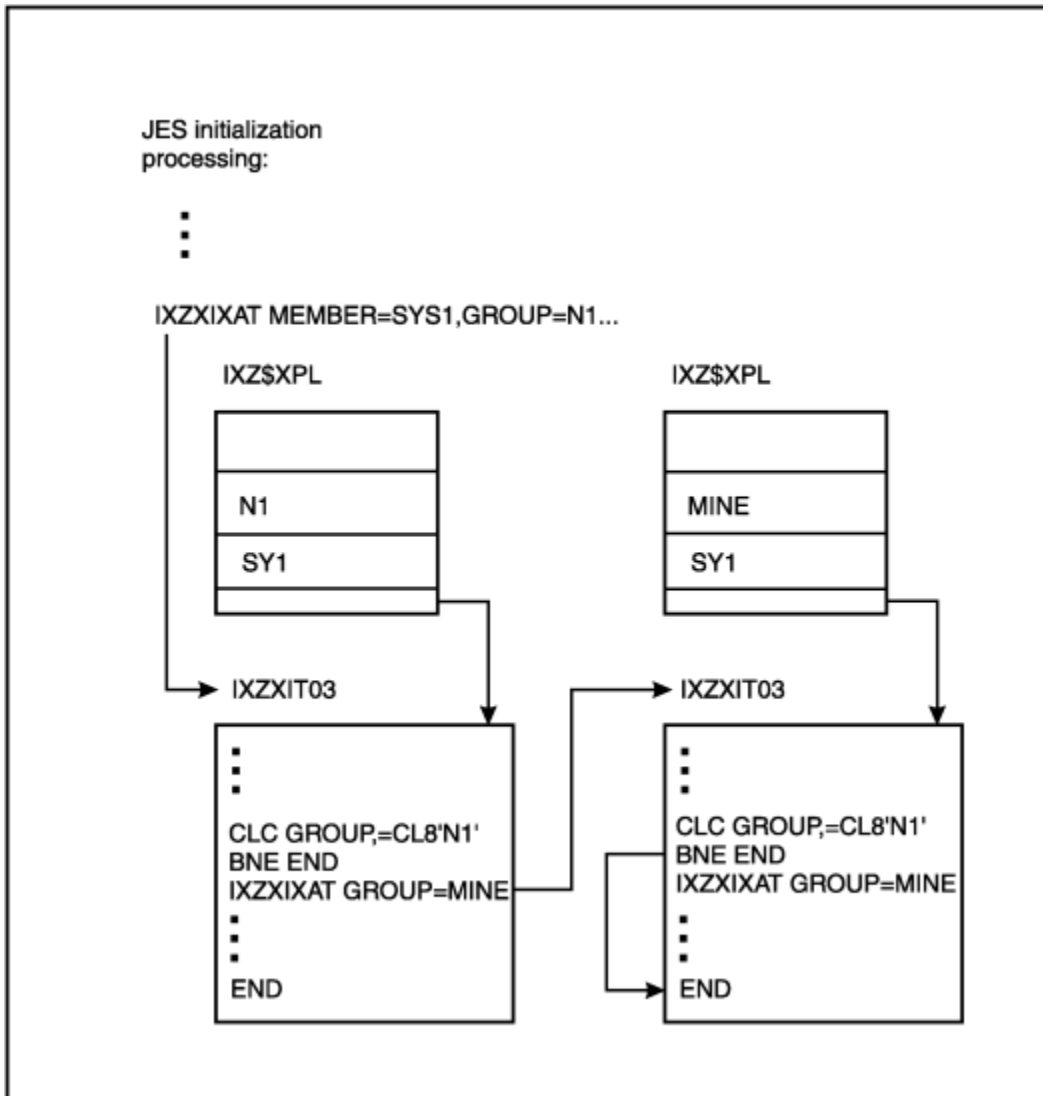 JES initialization
processing:
IXZXIXAT MEMBER=SYS1,GROUP=N1...
IXZ$XPL
N1
SY1
IXZ$XPL
MINE
SY1
IXZXIT03
CLC GROUP,=CL8'N1'
BNE END
IXZXIXAT GROUP=MINE
END
IXZXIT03
CLC GROUP,=CL8'N1'
BNE END
IXZXIXAT GROUP=MINE
END